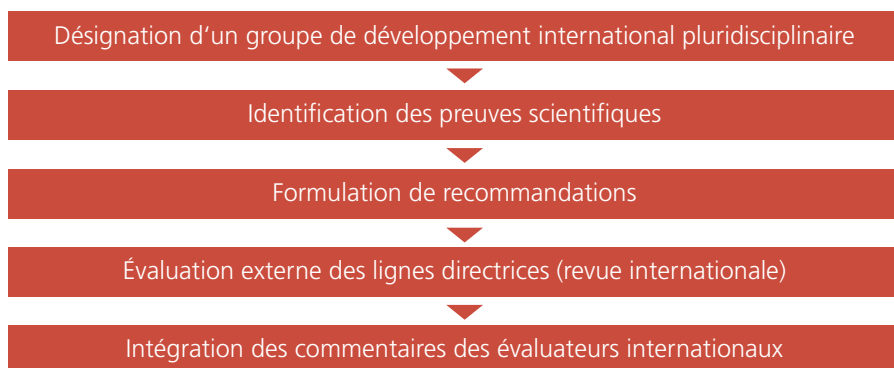 Désignation d‘un groupe de développement international pluridisciplinaire
Identification des preuves scientifiques
Formulation de recommandations
Évaluation externe des lignes directrices (revue internationale)
Intégration des commentaires des évaluateurs internationaux